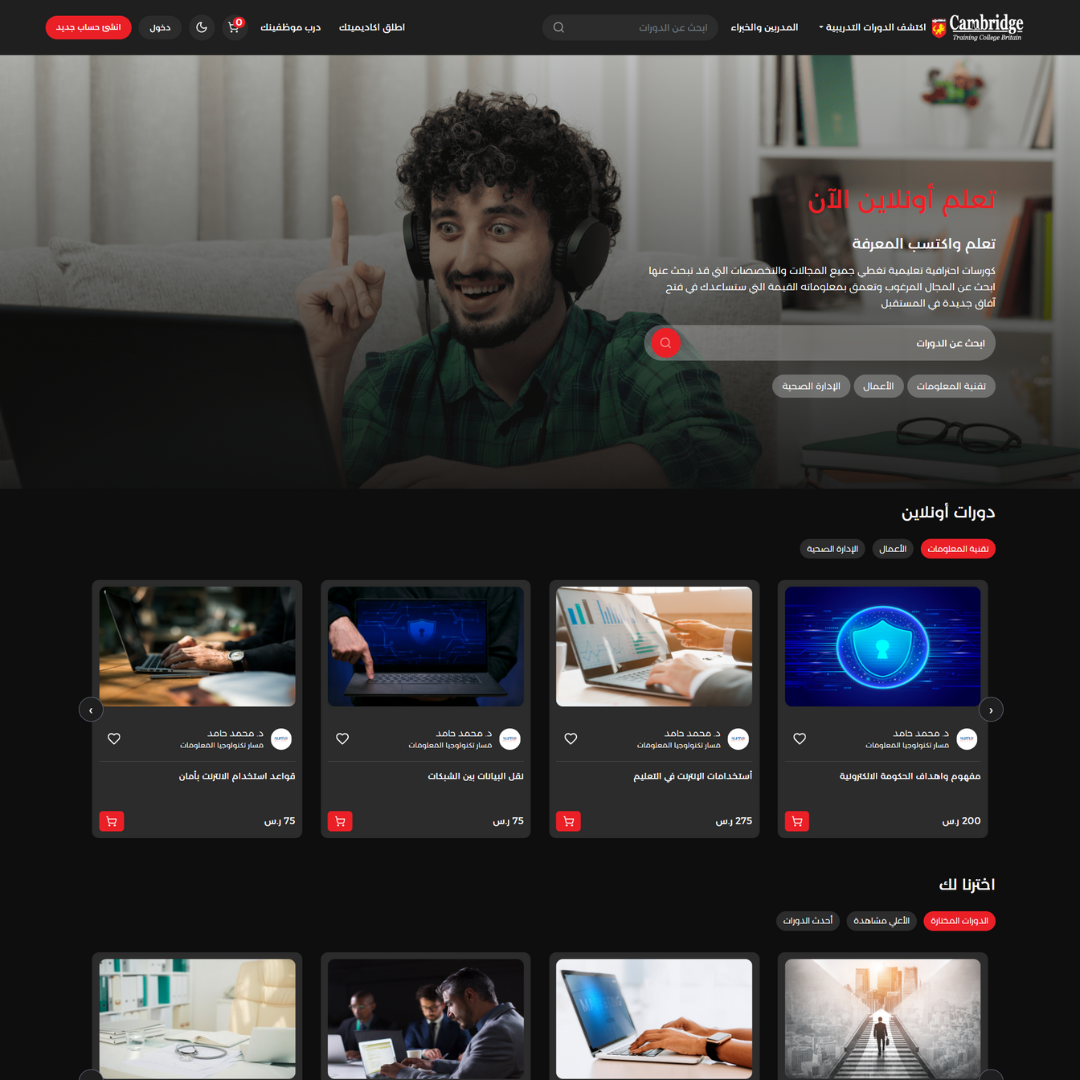 Cambridge
Training College Britain
اكتشف الدورات التدريبية
المدربين والخبراء
ابحث عن الدورات
اطلق اكاديميتك
درب موظفيتك
0
دخول
انشئ حساب جديد
تعلم أونلاين الآن
تعلم واكتسب المعرفة
كورسات احترافية تعليمية تغطي جميع المجالات والتخصصات التي قد تبحث عنها
ابحث عن المجال المرغوب وتعمق بمعلوماته القيمة التي ستساعدك في فتح
آفاق جديدة في المستقبل
ابحث عن الدورات
تقنية المعلومات
الأعمال
الإدارة الصحية
دورات أونلاين
تقنية المعلومات
الأعمال
الإدارة الصحية
د. محمد حامد
مسار تكنولوجيا المعلومات
مفهوم واهداف الحكومة الالكترونية
200 ر.س
د. محمد حامد
مسار تكنولوجيا المعلومات
أستخدامات الإنترنت في التعليم
275 ر.س
د. محمد حامد
مسار تكنولوجيا المعلومات
نقل البيانات بين الشبكات
75 ر.س
د. محمد حامد
مسار تكنولوجيا المعلومات
قواعد استخدام الانترنت بأمان
75 ر.س
اخترنا لك
الدورات المختارة
الأعلي مشاهدة
أحدث الدورات